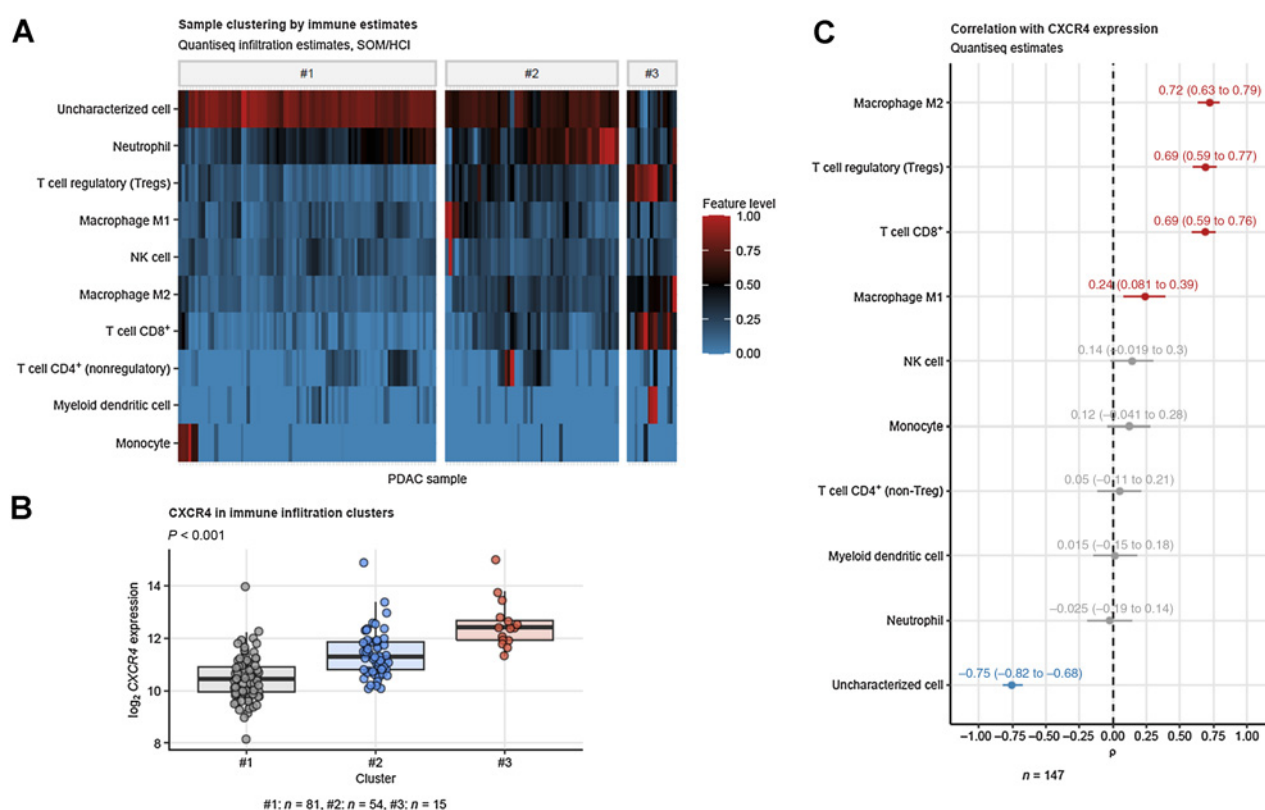 A
Sample clustering by immune estimates
Quantiseq infiltration estimates, SOM/HCI
#1
#2
#3
Uncharacterized cell
Neutrophil
T cell regulatory (Tregs)
Macrophage M1
NK cell
Macrophage M2
T cell CD8⁺
T cell CD4⁺ (nonregulatory)
Myeloid dendritic cell
Monocyte
PDAC sample
Feature level
1.00
0.75
0.50
0.25
0.00
B
CXCR4 in immune inflitration clusters
P < 0.001
log₂ CXCR4 expression
14
12
10
8
#1
#2
#3
Cluster
#1: n = 81, #2: n = 54, #3: n = 15
C
Correlation with CXCR4 expression
Quantiseq estimates
Macrophage M2
0.72 (0.63 to 0.79)
T cell regulatory (Tregs)
0.69 (0.59 to 0.77)
T cell CD8⁺
0.69 (0.59 to 0.76)
Macrophage M1
0.24 (0.081 to 0.39)
NK cell
0.14 (−0.019 to 0.3)
Monocyte
0.12 (−0.041 to 0.28)
T cell CD4⁺ (non-Treg)
0.05 (−0.11 to 0.21)
Myeloid dendritic cell
0.015 (−0.15 to 0.18)
Neutrophil
−0.025 (−0.19 to 0.14)
Uncharacterized cell
−0.75 (−0.82 to −0.68)
−1.00 −0.75 −0.50 −0.25 0.00 0.25 0.50 0.75 1.00
ρ
n = 147